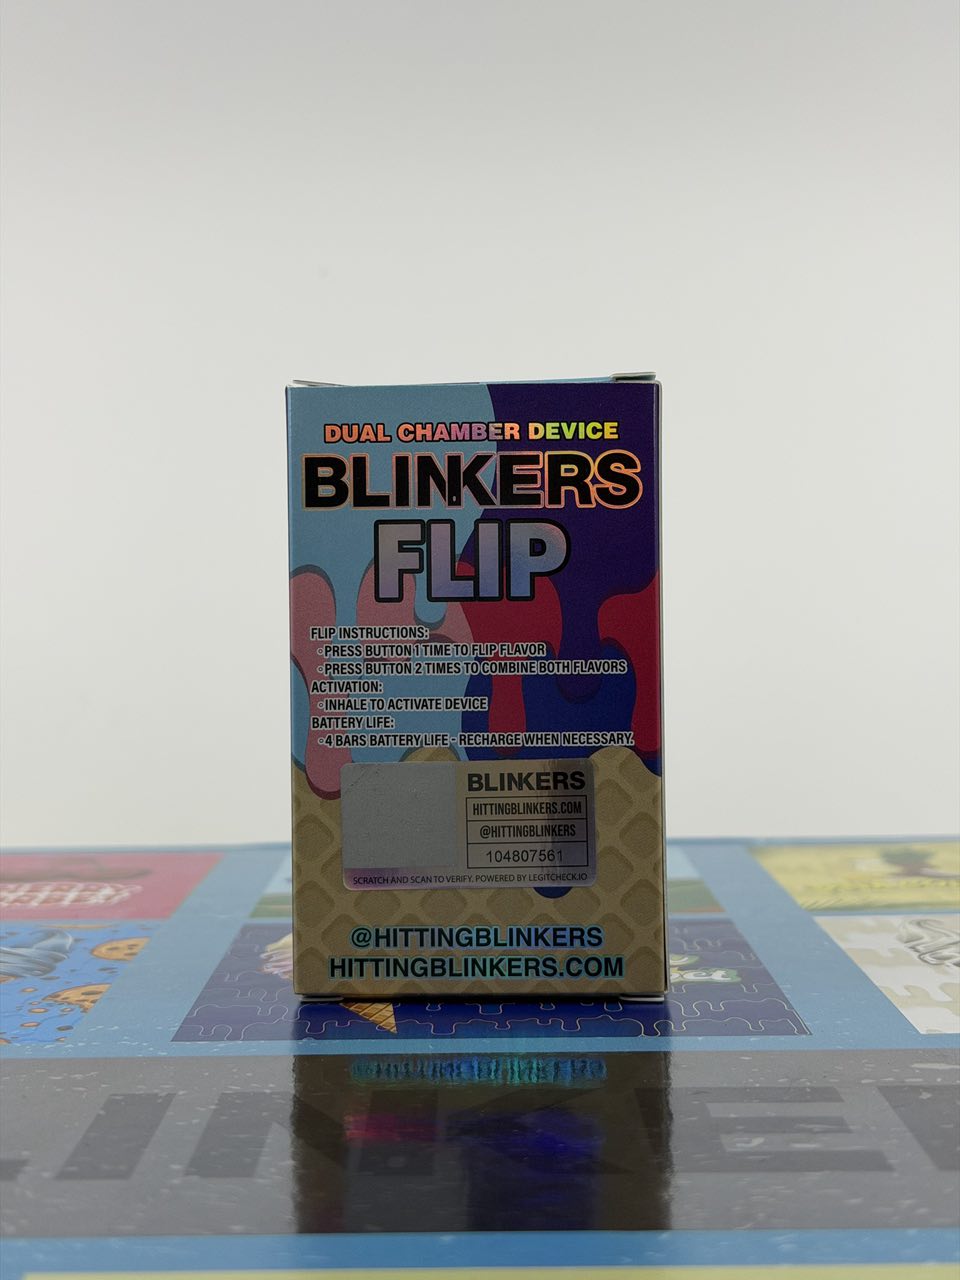 DUAL CHAMBER DEVICE
BLINKERS
FLIP
FLIP INSTRUCTIONS:
◦PRESS BUTTON 1 TIME TO FLIP FLAVOR
◦PRESS BUTTON 2 TIMES TO COMBINE BOTH FLAVORS
ACTIVATION:
◦INHALE TO ACTIVATE DEVICE
BATTERY LIFE:
◦4 BARS BATTERY LIFE - RECHARGE WHEN NECESSARY.
BLINKERS
HITTINGBLINKERS.COM
@HITTINGBLINKERS
104807561
SCRATCH AND SCAN TO VERIFY. POWERED BY LEGITCHECK.IO
@HITTINGBLINKERS
HITTINGBLINKERS.COM